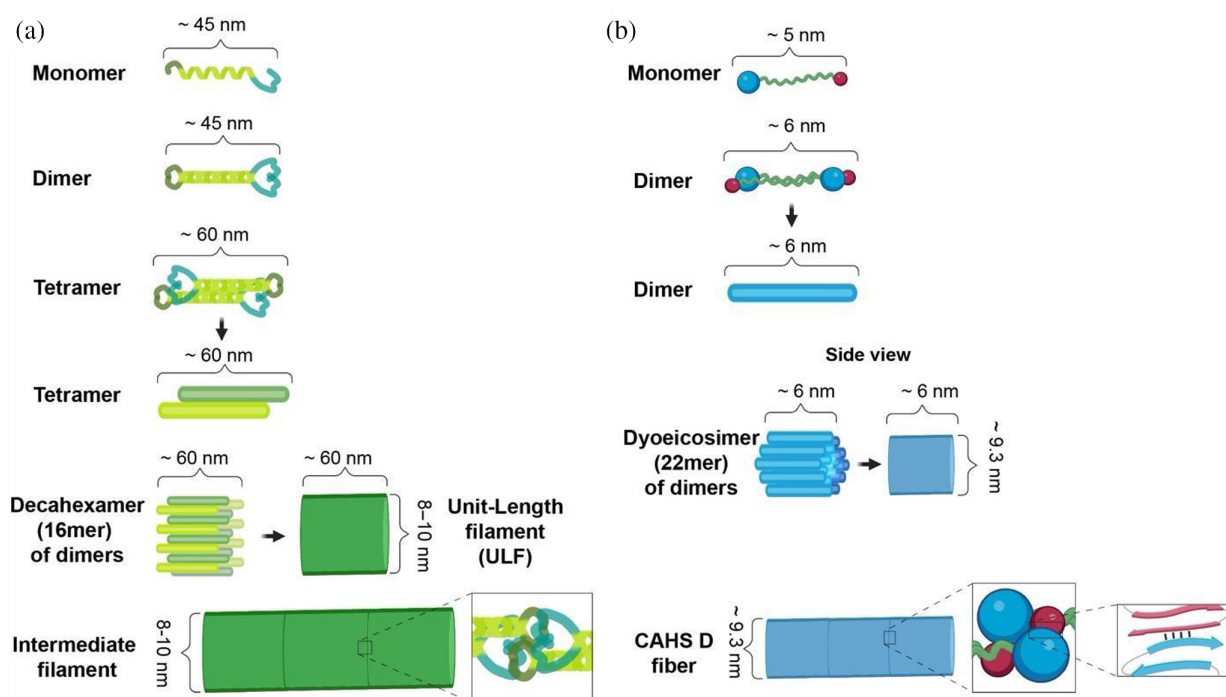 (a)
~ 45 nm
Monomer
~ 45 nm
Dimer
~ 60 nm
Tetramer
~ 60 nm
Tetramer
~ 60 nm
~ 60 nm
Decahexamer
(16mer)
of dimers
8–10 nm
Unit-Length
filament
(ULF)
Intermediate
filament
8-10 nm
(b)
~ 5 nm
Monomer
~ 6 nm
Dimer
~ 6 nm
Dimer
Side view
~ 6 nm
~ 6 nm
Dyoeicosimer
(22mer)
of dimers
~ 9.3 nm
CAHS D
fiber
~ 9.3 nm